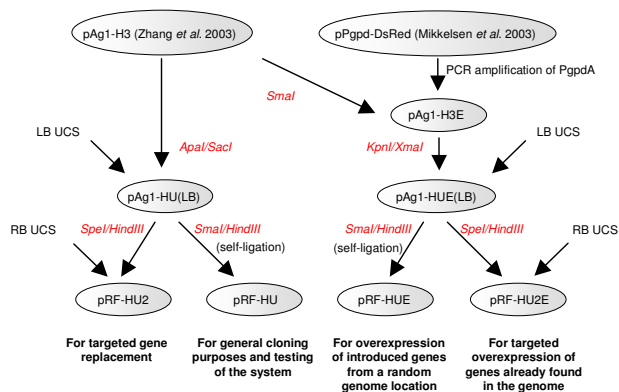 pAg1-H3 (Zhang et al. 2003)
pPgpd-DsRed (Mikkelsen et al. 2003)
PCR amplification of PgpdA
SmaI
pAg1-H3E
LB UCS
ApaI/SacI
KpnI/XmaI
LB UCS
pAg1-HU(LB)
pAg1-HUE(LB)
RB UCS
SpeI/HindIII
SmaI/HindIII
(self-ligation)
SmaI/HindIII
(self-ligation)
SpeI/HindIII
RB UCS
pRF-HU2
pRF-HU
pRF-HUE
pRF-HU2E
For targeted gene
replacement
For general cloning
purposes and testing
of the system
For overexpression
of introduced genes
from a random
genome location
For targeted
overexpression of
genes already found
in the genome